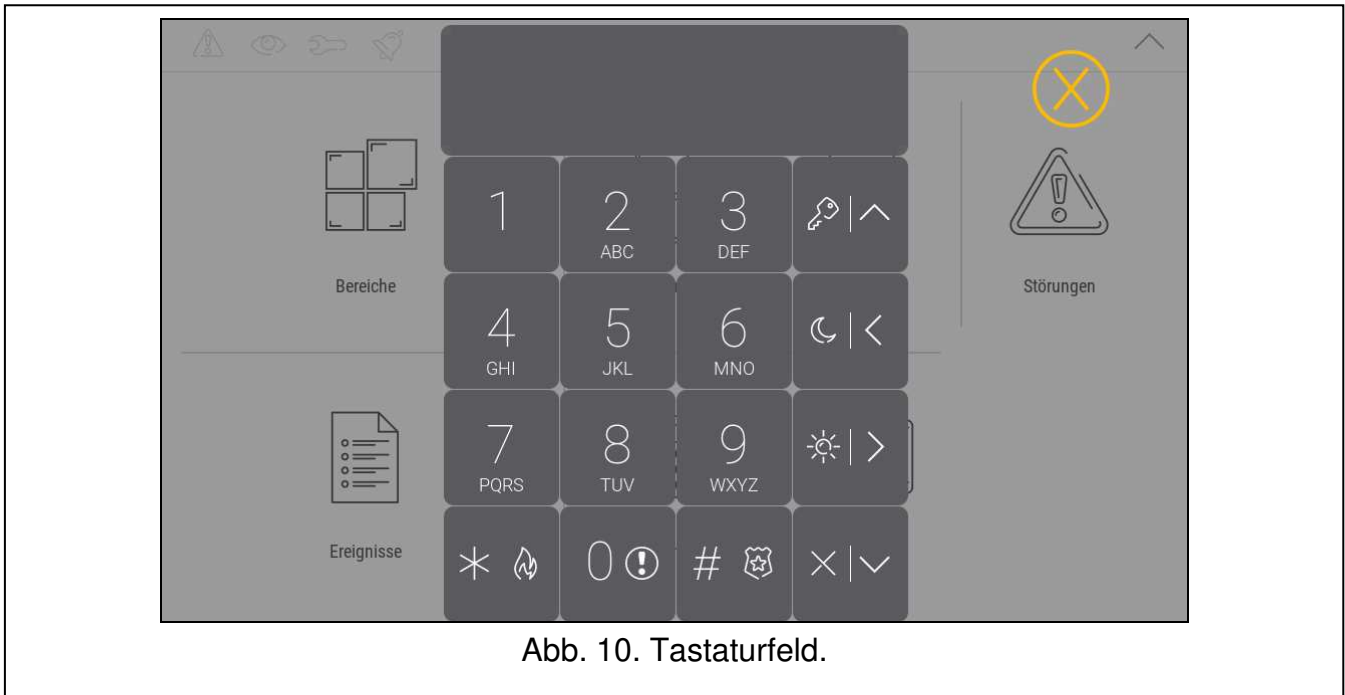 1
2
3
ABC
DEF
Bereiche
Störungen
4
5
6
GHI
JKL
MNO
7
8
9
PQRS
TUV
WXYZ
Ereignisse
* 0 #
Abb. 10. Tastaturfeld.